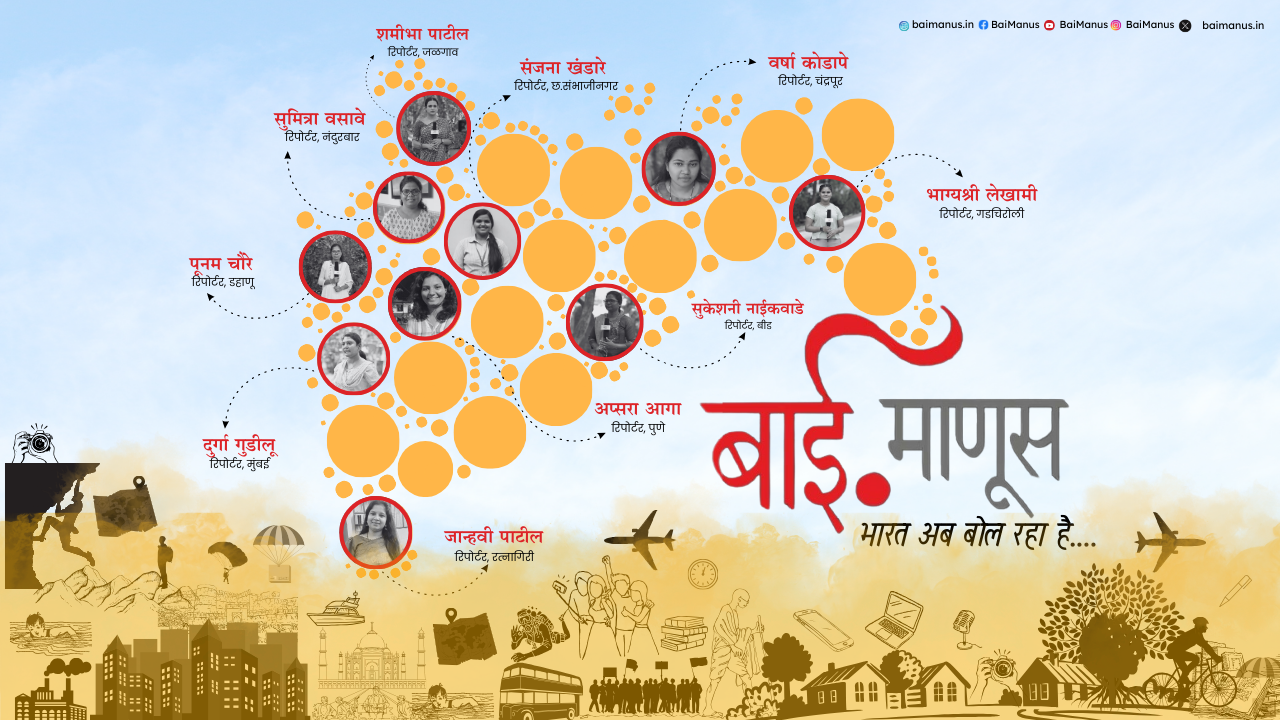 baimanus.in BaiManus BaiManus BaiManus baimanus.in
शमीभा पाटील
रिपोर्टर, जळगाव
संजना खंडारे
रिपोर्टर, छ.संभाजीनगर
वर्षा कोडापे
रिपोर्टर, चंद्रपूर
सुमित्रा वसावे
रिपोर्टर, नंदुरबार
भाग्यश्री लेखामी
रिपोर्टर, गडचिरोली
पूनम चौरे
रिपोर्टर, डहाणू
सुकेशनी नाईकवाडे
रिपोर्टर, बीड
अप्सरा आगा
रिपोर्टर, पुणे
दुर्गा गुडीलू
रिपोर्टर, मुंबई
बाई.माणूस
भारत अब बोल रहा है....
जान्हवी पाटील
रिपोर्टर, रत्नागिरी